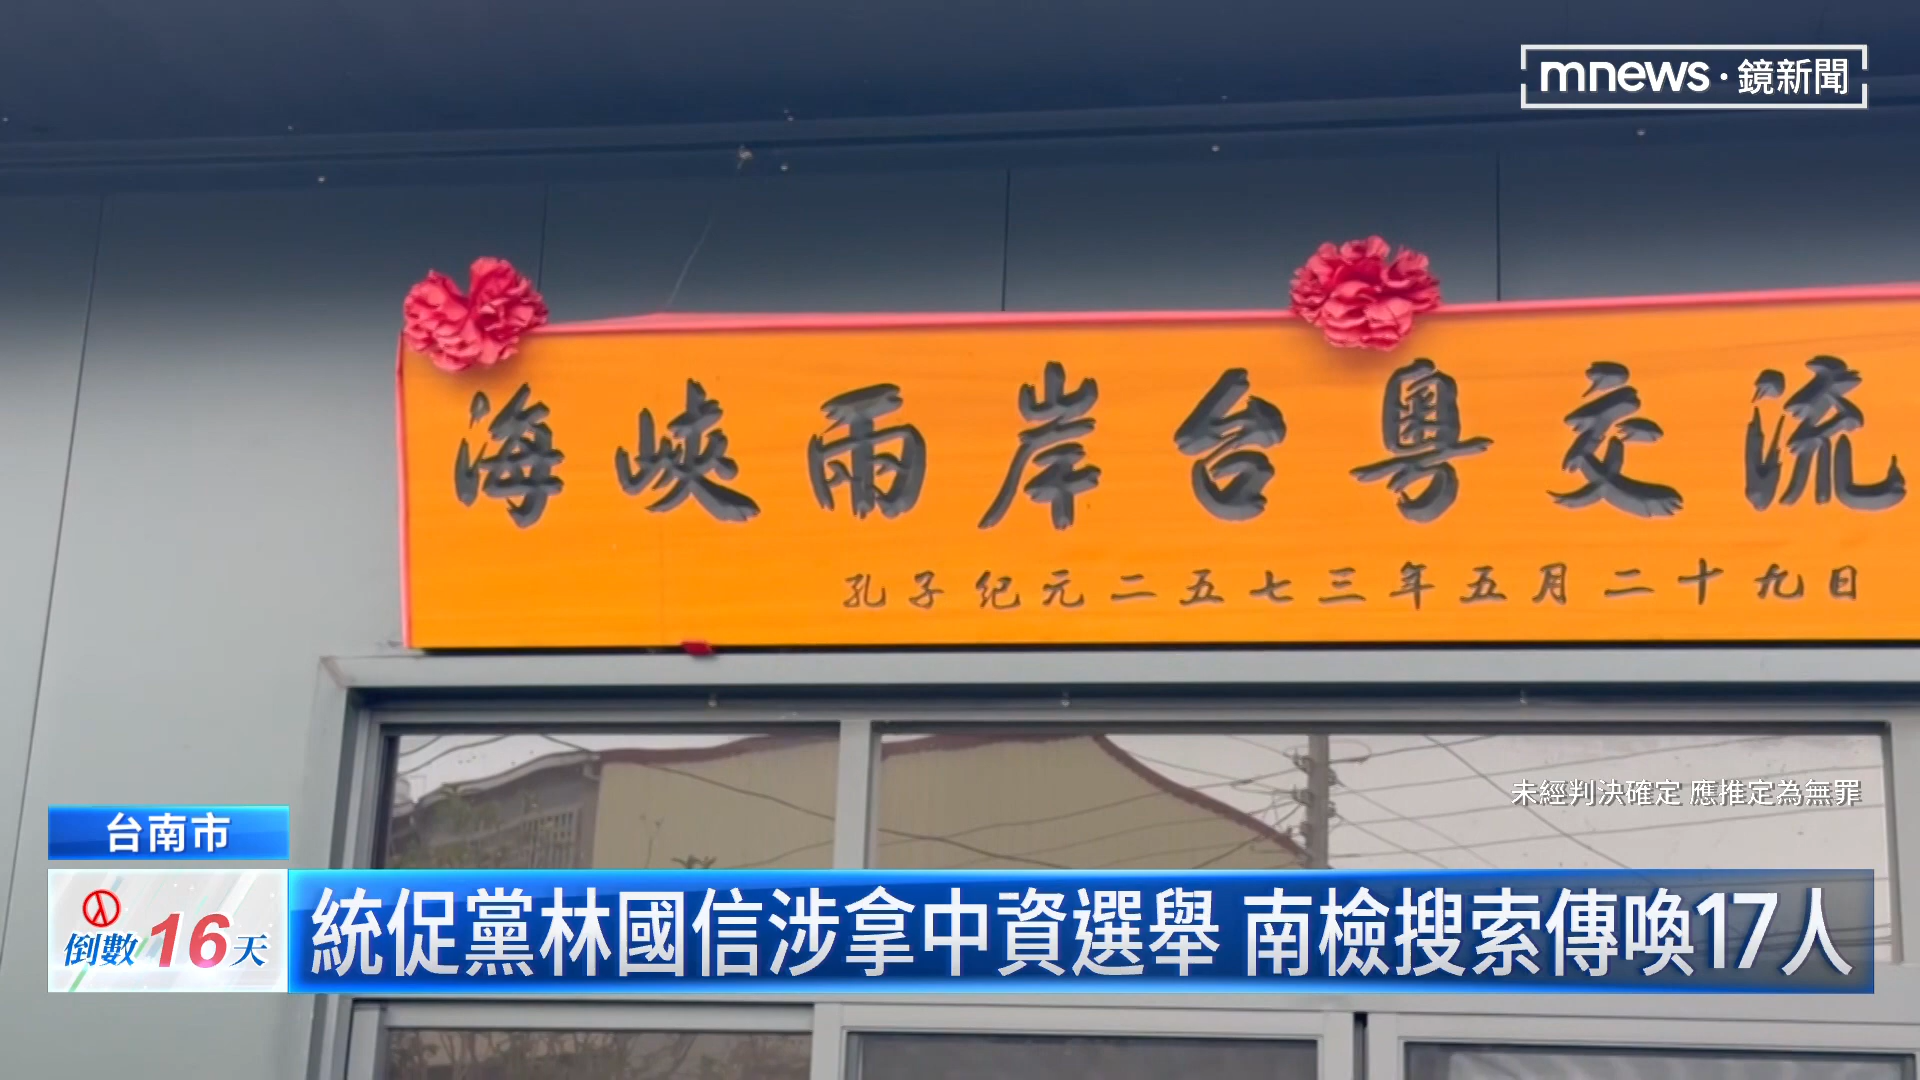 mnews·鏡新聞
海峽兩岸台粵交流
孔子紀元二五七三年五月二十九日
未經判決確定 應推定為無罪
台南市
倒數16天
統促黨林國信涉拿中資選舉 南檢搜索傳喚17人